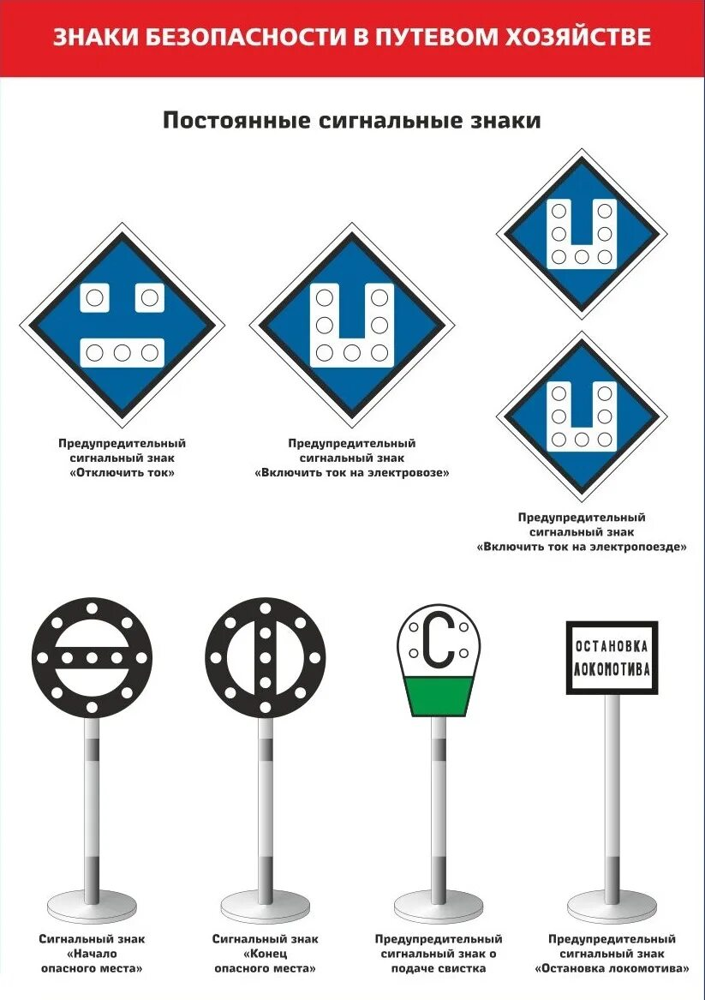 ЗНАКИ БЕЗОПАСНОСТИ В ПУТЕВОМ ХОЗЯЙСТВЕ
Постоянные сигнальные знаки
Предупредительный
сигнальный знак
«Отключить ток»
Предупредительный
сигнальный знак
«Включить ток на электровозе»
Предупредительный
сигнальный знак
«Включить ток на электропоезде»
С
ОСТАНОВКА
ЛОКОМОТИВА
Сигнальный знак
«Начало
опасного места»
Сигнальный знак
«Конец
опасного места»
Предупредительный
сигнальный знак о
подаче свистка
Предупредительный
сигнальный знак
«Остановка локомотива»